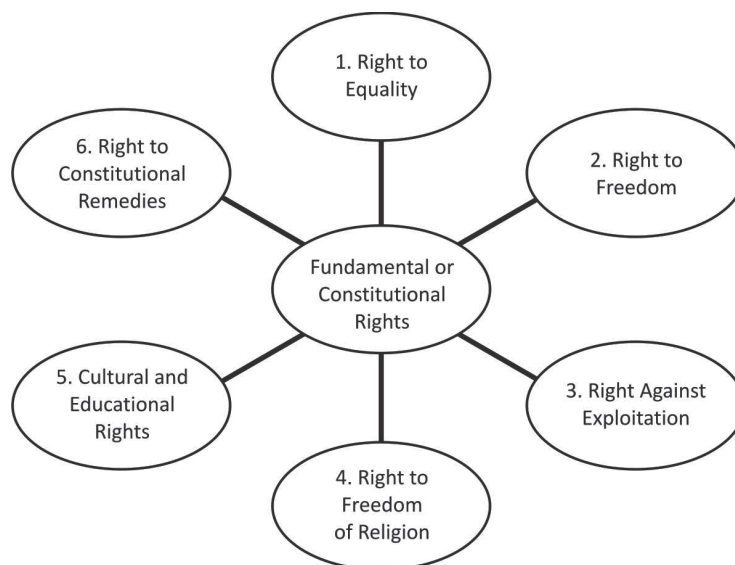 1. Right to
Equality
2. Right to
Freedom
3. Right Against
Exploitation
4. Right to
Freedom
of Religion
5. Cultural and
Educational
Rights
6. Right to
Constitutional
Remedies
Fundamental or
Constitutional
Rights